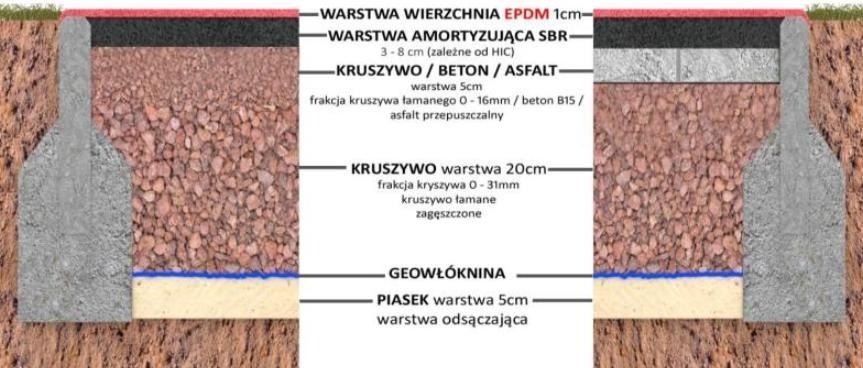 WARSTWA WIERZCHNIA EPDM 1cm
WARSTWA AMORTYZUJĄCA SBR
3 - 8 cm (zależne od HIC)
KRUSZYWO / BETON / ASFALT
warstwa 5cm
frakcja kruszywa łamanego 0 - 16mm / beton B15 /
asfalt przepuszczalny
KRUSZYWO warstwa 20cm
frakcja kryszywa 0 - 31mm
kruszywo łamane
zagęszczone
GEOWŁÓKNINA
PIASEK warstwa 5cm
warstwa odsączająca